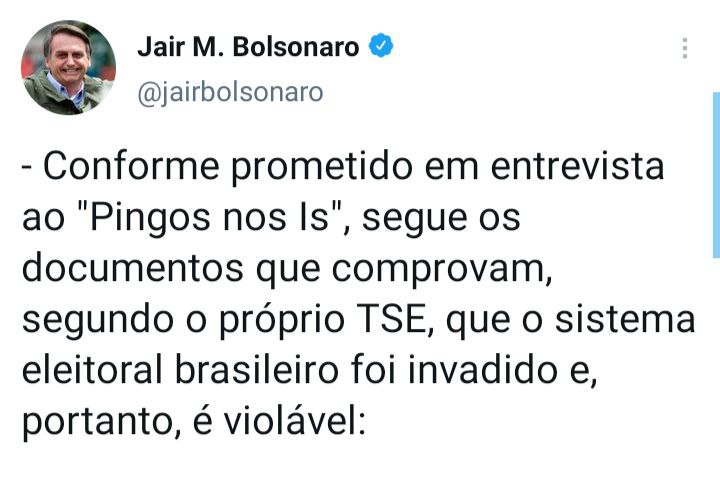 Jair M. Bolsonaro
@jairbolsonaro
- Conforme prometido em entrevista
ao "Pingos nos Is", segue os
documentos que comprovam,
segundo o próprio TSE, que o sistema
eleitoral brasileiro foi invadido e,
portanto, é violável: